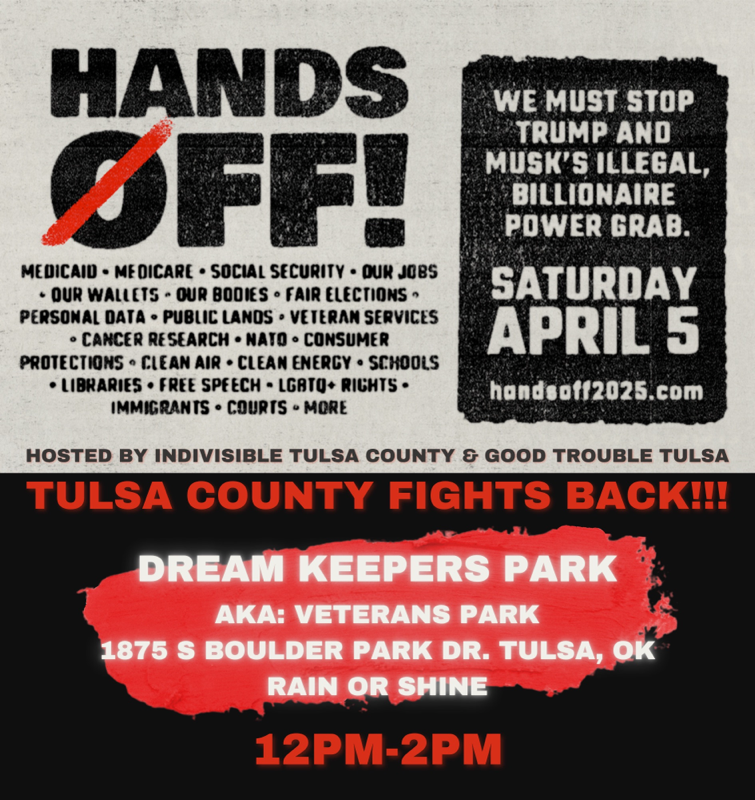 HANDS
OFF!
MEDICAID • MEDICARE • SOCIAL SECURITY • OUR JOBS
• OUR WALLETS • OUR BODIES • FAIR ELECTIONS •
PERSONAL DATA • PUBLIC LANDS • VETERAN SERVICES
• CANCER RESEARCH • NATO • CONSUMER
PROTECTIONS • CLEAN AIR • CLEAN ENERGY • SCHOOLS
• LIBRARIES • FREE SPEECH • LGBTQ+ RIGHTS •
IMMIGRANTS • COURTS • MORE
WE MUST STOP
TRUMP AND
MUSK'S ILLEGAL,
BILLIONAIRE
POWER GRAB.
SATURDAY
APRIL 5
handsoff2025.com
HOSTED BY INDIVISIBLE TULSA COUNTY & GOOD TROUBLE TULSA
TULSA COUNTY FIGHTS BACK!!!
DREAM KEEPERS PARK
AKA: VETERANS PARK
1875 S BOULDER PARK DR. TULSA, OK
RAIN OR SHINE
12PM-2PM